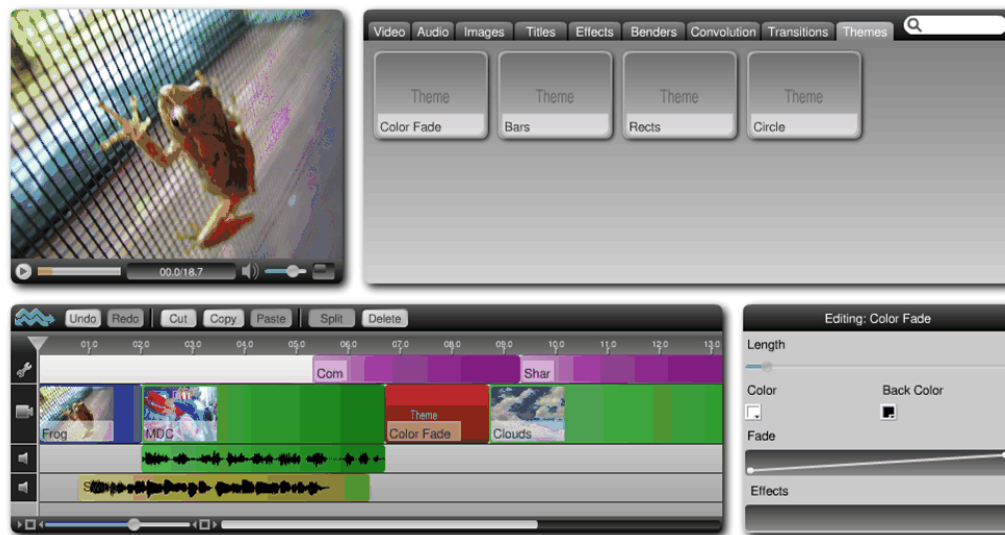 Video Audio Images Titles Effects Benders Convolution Transitions Themes
Theme Theme Theme Theme
Color Fade Bars Rects Circle
00.0/18.7
Undo Redo Cut Copy Paste Split Delete
01,0 02,0 03,0 04,0 05,0 06,0 07,0 08,0 09,0 10,0 11,0 12,0 13,0
Com Shar
Theme
Frog MDC Color Fade Clouds
S
Editing: Color Fade
Length
Color Back Color
Fade
Effects